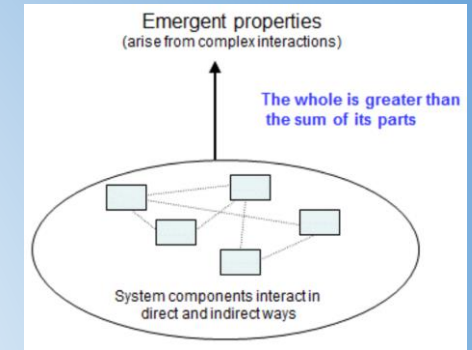 Emergent properties
(arise from complex interactions)
The whole is greater than
the sum of its parts
System components interact in
direct and indirect ways